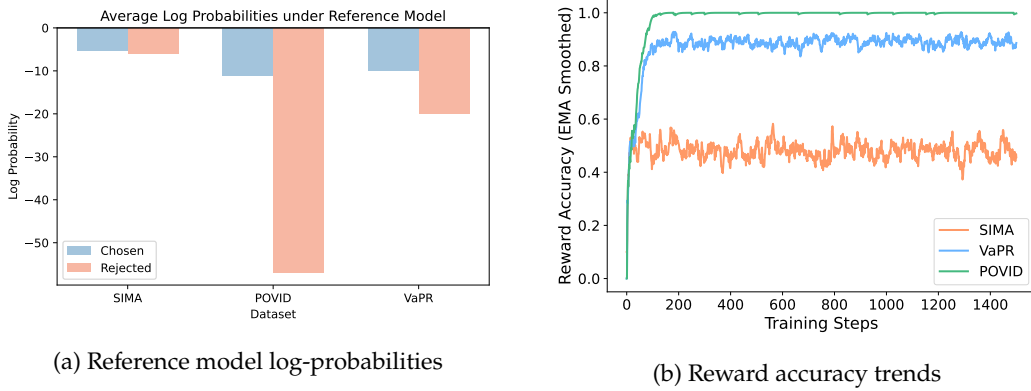 Average Log Probabilities under Reference Model
Log Probability
0
−10
−20
−30
−40
−50
Chosen
Rejected
SIMA
POVID
VaPR
Dataset
(a) Reference model log-probabilities
Reward Accuracy (EMA Smoothed)
1.0
0.8
0.6
0.4
0.2
0.0
SIMA
VaPR
POVID
0
200
400
600
800
1000
1200
1400
Training Steps
(b) Reward accuracy trends